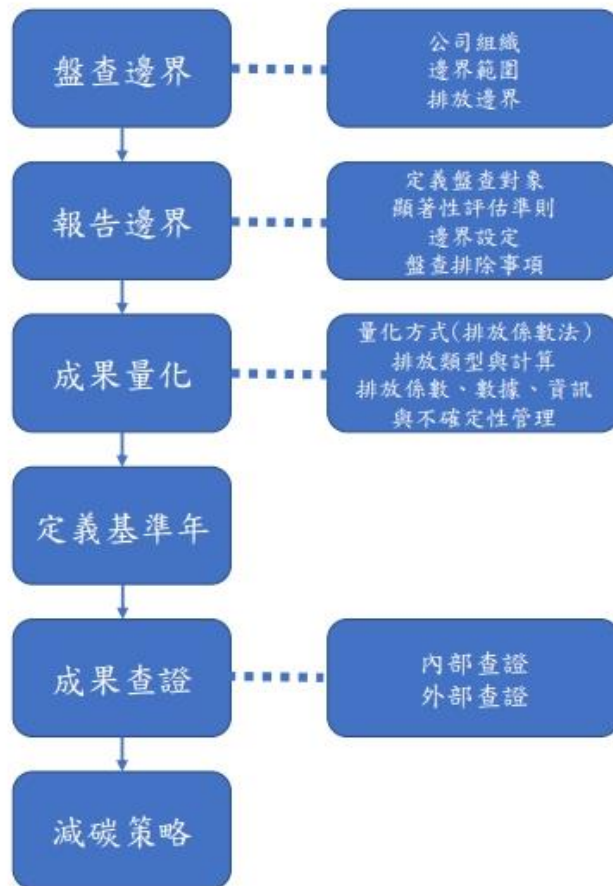 盤查邊界
公司組織
邊界範圍
排放邊界
報告邊界
定義盤查對象
顯著性評估準則
邊界設定
盤查排除事項
成果量化
量化方式(排放係數法)
排放類型與計算
排放係數、數據、資訊
與不確定性管理
定義基準年
成果查證
內部查證
外部查證
減碳策略